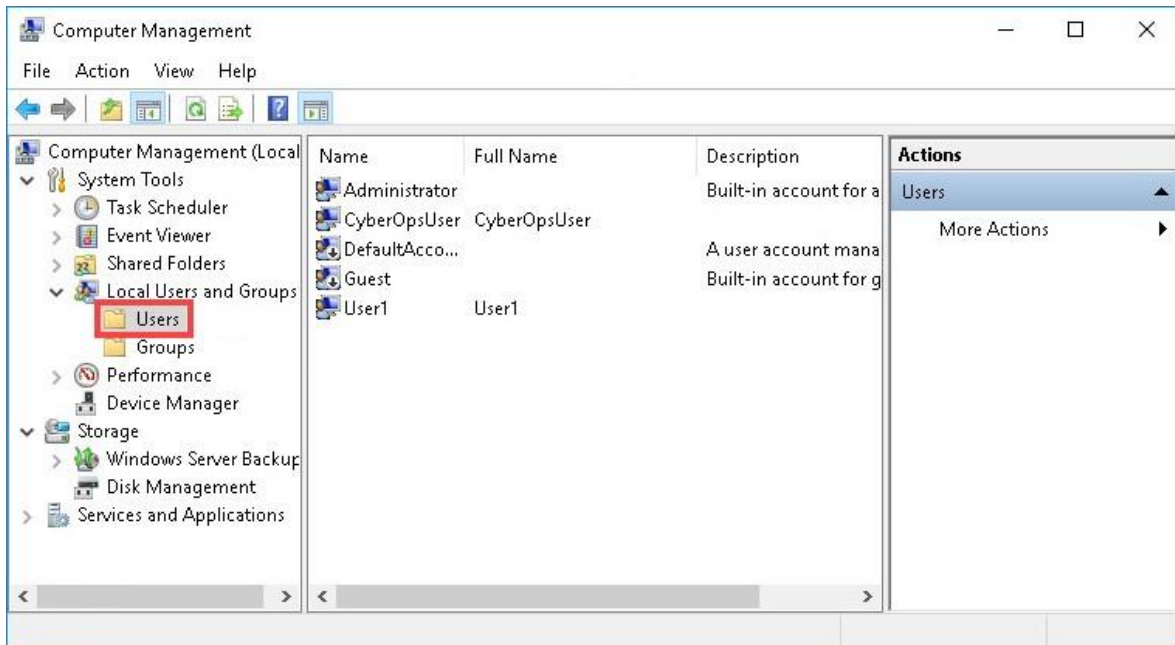 Computer Management
File Action View Help
Computer Management (Local
System Tools
Task Scheduler
Event Viewer
Shared Folders
Local Users and Groups
Users
Groups
Performance
Device Manager
Storage
Windows Server Backup
Disk Management
Services and Applications
Name Full Name Description
Administrator Built-in account for a
CyberOpsUser CyberOpsUser
DefaultAcco... A user account mana
Guest Built-in account for g
User1 User1
Actions
Users
More Actions